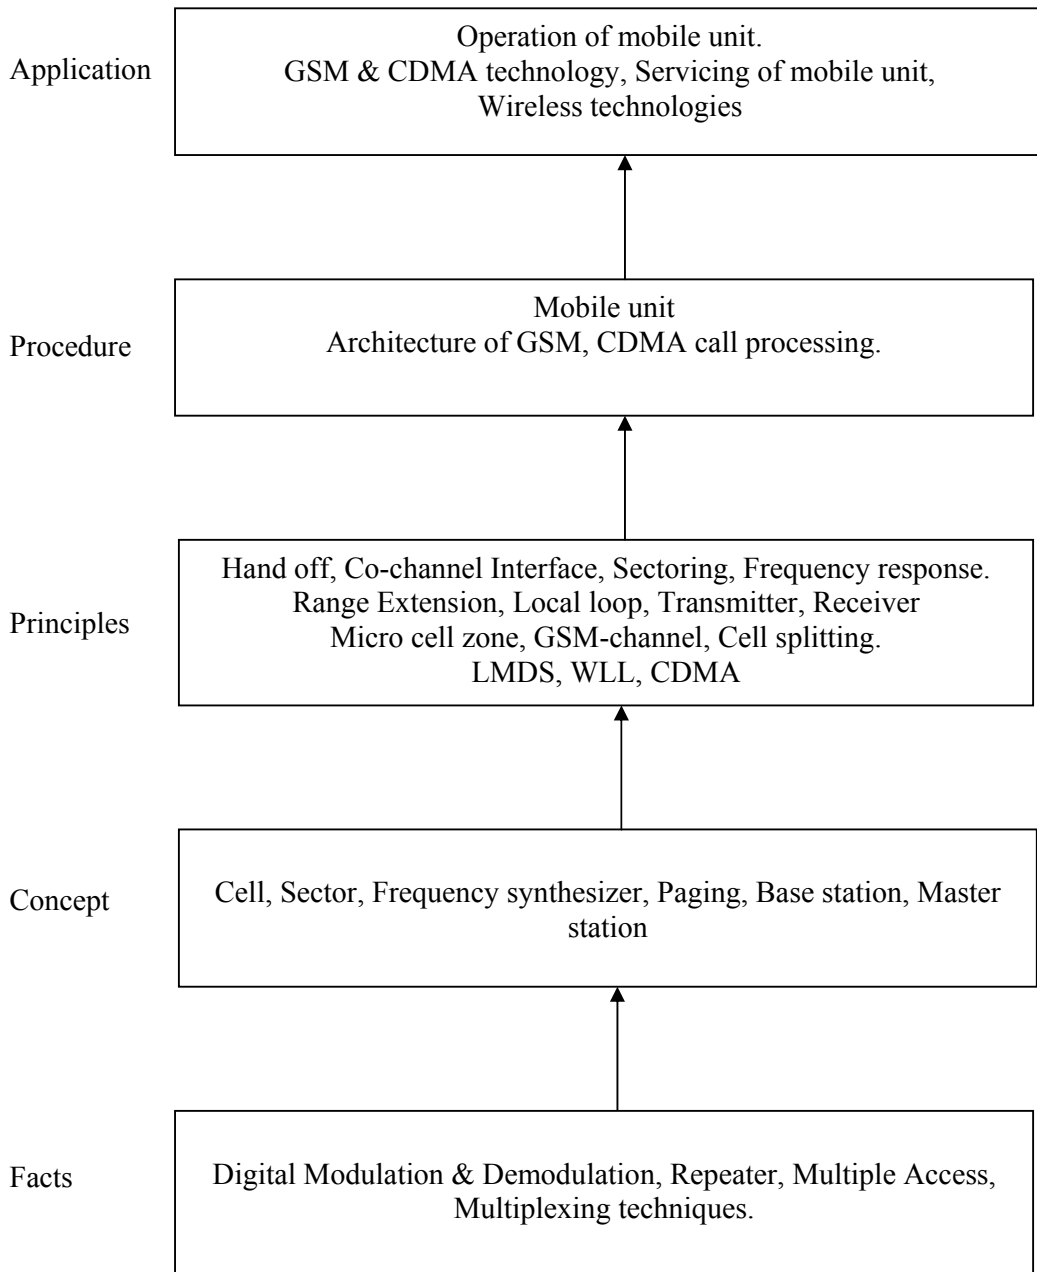 Application
Operation of mobile unit.
GSM & CDMA technology, Servicing of mobile unit,
Wireless technologies
Procedure
Mobile unit
Architecture of GSM, CDMA call processing.
Principles
Hand off, Co-channel Interface, Sectoring, Frequency response.
Range Extension, Local loop, Transmitter, Receiver
Micro cell zone, GSM-channel, Cell splitting.
LMDS, WLL, CDMA
Concept
Cell, Sector, Frequency synthesizer, Paging, Base station, Master
station
Facts
Digital Modulation & Demodulation, Repeater, Multiple Access,
Multiplexing techniques.